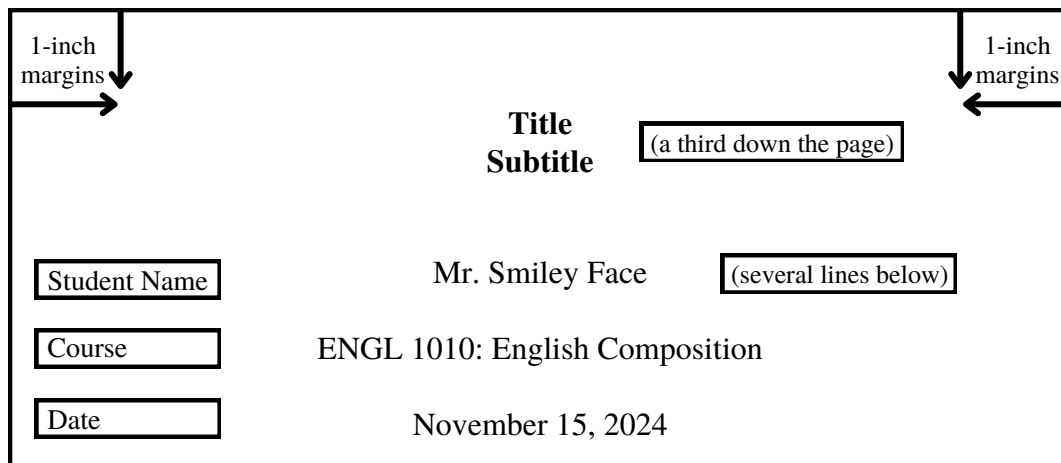 1-inch
margins
1-inch
margins
Title
Subtitle
(a third down the page)
Student Name
Mr. Smiley Face
(several lines below)
Course
ENGL 1010: English Composition
Date
November 15, 2024